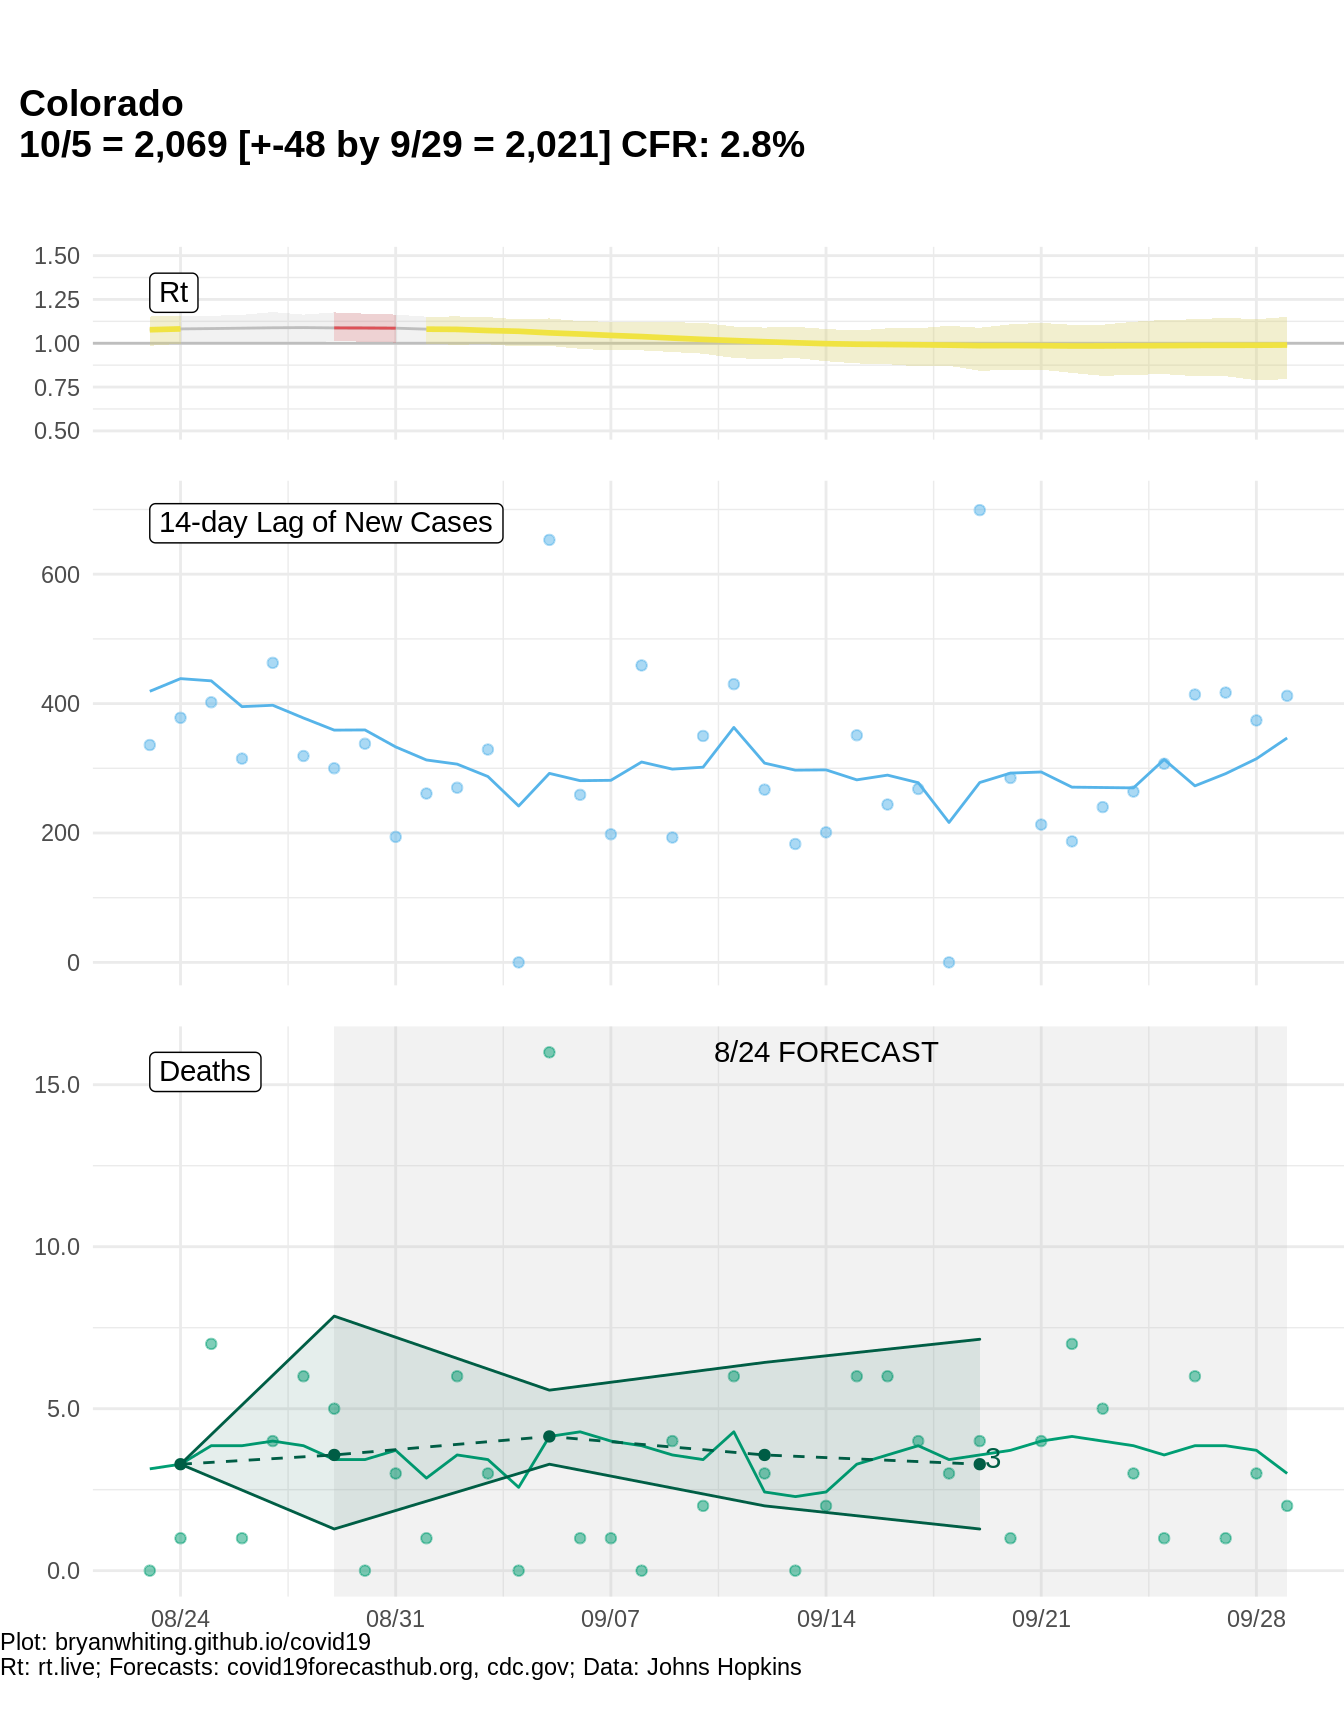 Colorado
10/5 = 2,069 [+-48 by 9/29 = 2,021] CFR: 2.8%
1.50
1.25
1.00
0.75
0.50
Rt
14-day Lag of New Cases
600
400
200
0
Deaths
8/24 FORECAST
15.0
10.0
5.0
0.0
3
08/24 08/31 09/07 09/14 09/21 09/28
Plot: bryanwhiting.github.io/covid19
Rt: rt.live; Forecasts: covid19forecasthub.org, cdc.gov; Data: Johns Hopkins